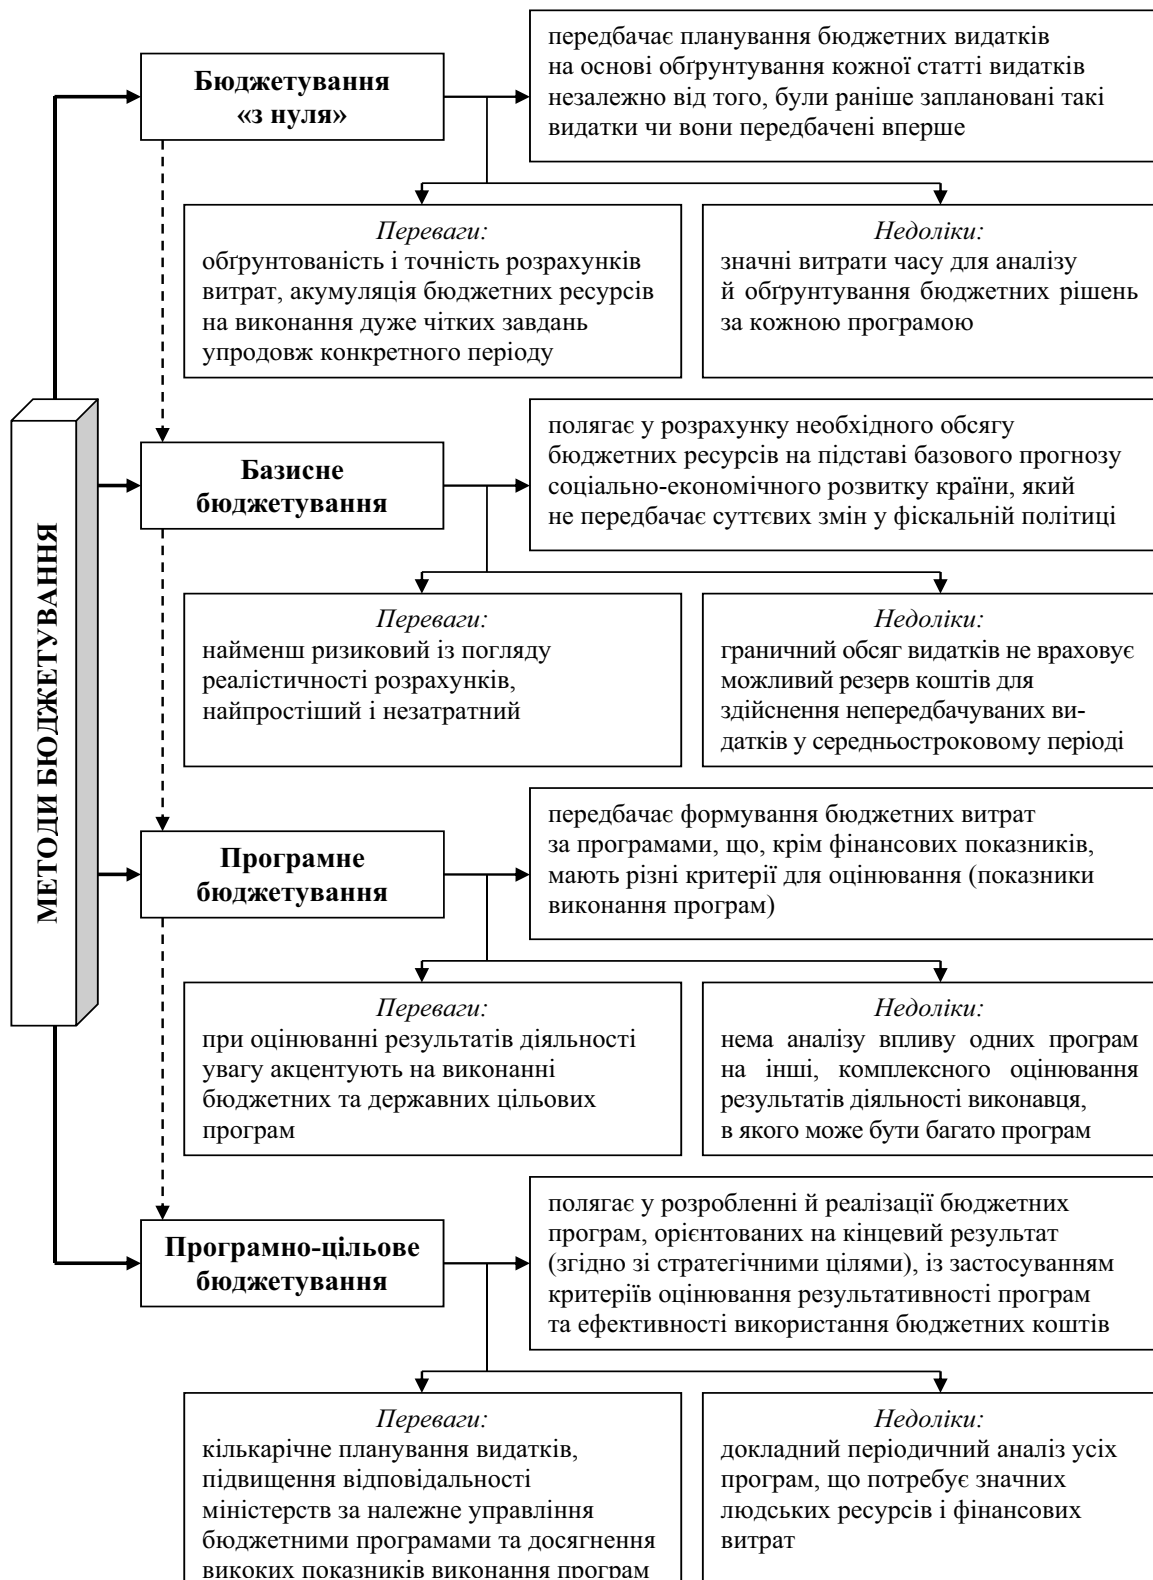 МЕТОДИ БЮДЖЕТУВАННЯ
Бюджетування
«з нуля»
передбачає планування бюджетних видатків
на основі обґрунтування кожної статті видатків
незалежно від того, були раніше заплановані такі
видатки чи вони передбачені вперше
Переваги:
обґрунтованість і точність розрахунків
витрат, акумуляція бюджетних ресурсів
на виконання дуже чітких завдань
упродовж конкретного періоду
Недоліки:
значні витрати часу для аналізу
й обґрунтування бюджетних рішень
за кожною програмою
Базисне
бюджетування
полягає у розрахунку необхідного обсягу
бюджетних ресурсів на підставі базового прогнозу
соціально-економічного розвитку країни, який
не передбачає суттєвих змін у фіскальній політиці
Переваги:
найменш ризиковий із погляду
реалістичності розрахунків,
найпростіший і незатратний
Недоліки:
граничний обсяг видатків не враховує
можливий резерв коштів для
здійснення непередбачуваних ви-
датків у середньостроковому періоді
Програмне
бюджетування
передбачає формування бюджетних витрат
за програмами, що, крім фінансових показників,
мають різні критерії для оцінювання (показники
виконання програм)
Переваги:
при оцінюванні результатів діяльності
увагу акцентують на виконанні
бюджетних та державних цільових
програм
Недоліки:
нема аналізу впливу одних програм
на інші, комплексного оцінювання
результатів діяльності виконавця,
в якого може бути багато програм
Програмно-цільове
бюджетування
полягає у розробленні й реалізації бюджетних
програм, орієнтованих на кінцевий результат
(згідно зі стратегічними цілями), із застосуванням
критеріїв оцінювання результативності програм
та ефективності використання бюджетних коштів
Переваги:
кількарічне планування видатків,
підвищення відповідальності
міністерств за належне управління
бюджетними програмами та досягнення
викоких показників виконання програм
Недоліки:
докладний періодичний аналіз усіх
програм, що потребує значних
людських ресурсів і фінансових
витрат